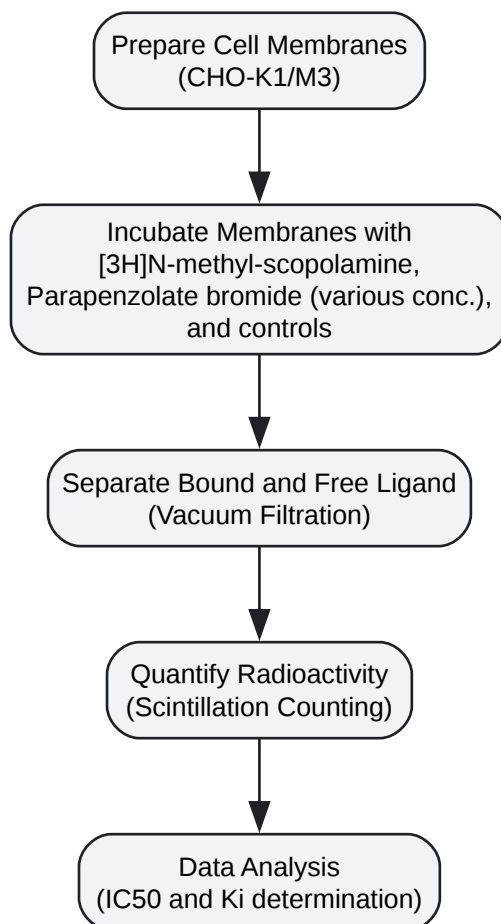 Prepare Cell Membranes
(CHO-K1/M3)
Incubate Membranes with
[3H]N-methyl-scopolamine,
Parapenzolate bromide (various conc.),
and controls
Separate Bound and Free Ligand
(Vacuum Filtration)
Quantify Radioactivity
(Scintillation Counting)
Data Analysis
(IC50 and Ki determination)